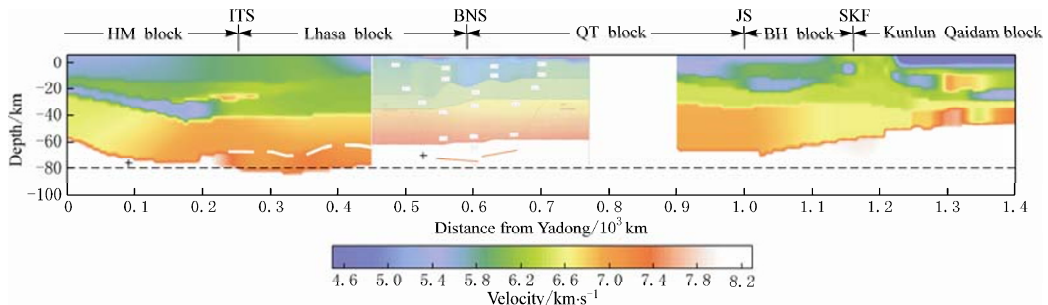 ITS BNS JS SKF
HM block Lhasa block QT block BH block Kunlun Qaidam block
Depth/km
0
−20
−40
−60
−80
−100
0 0.1 0.2 0.3 0.4 0.5 0.6 0.7 0.8 0.9 1.0 1.1 1.2 1.3 1.4
Distance from Yadong/10³ km
4.6 5.0 5.4 5.8 6.2 6.6 7.0 7.4 7.8 8.2
Velocity/km·s⁻¹